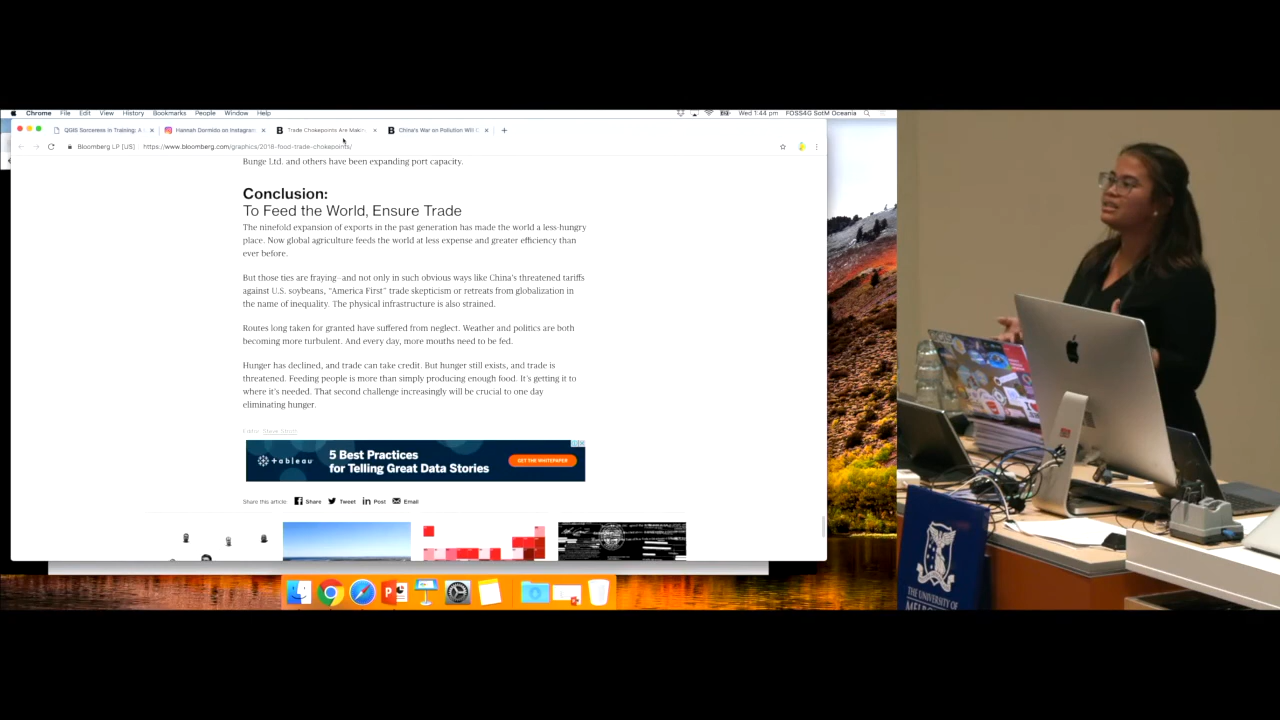 Chrome File Edit View History Bookmarks People Window Help
Wed 1:44 pm FOSS4G SotM Oceania
QGIS Sorceress in Training: A
Hannah Dormido on Instagram
Trade Chokepoints Are Makin
China's War on Pollution Will
Bloomberg LP [US] https://www.bloomberg.com/graphics/2018-food-trade-chokepoints/
Bunge Ltd. and others have been expanding port capacity.
Conclusion:
To Feed the World, Ensure Trade
The ninefold expansion of exports in the past generation has made the world a less-hungry
place. Now global agriculture feeds the world at less expense and greater efficiency than
ever before.
But those ties are fraying—and not only in such obvious ways like China's threatened tariffs
against U.S. soybeans, "America First" trade skepticism or retreats from globalization in
the name of inequality. The physical infrastructure is also strained.
Routes long taken for granted have suffered from neglect. Weather and politics are both
becoming more turbulent. And every day, more mouths need to be fed.
Hunger has declined, and trade can take credit. But hunger still exists, and trade is
threatened. Feeding people is more than simply producing enough food. It's getting it to
where it's needed. That second challenge increasingly will be crucial to one day
eliminating hunger.
Editor:
+ableau
5 Best Practices
for Telling Great Data Stories
GET THE WHITEPAPER
Share this article: Share Tweet Post Email
THE UNIVERSITY OF